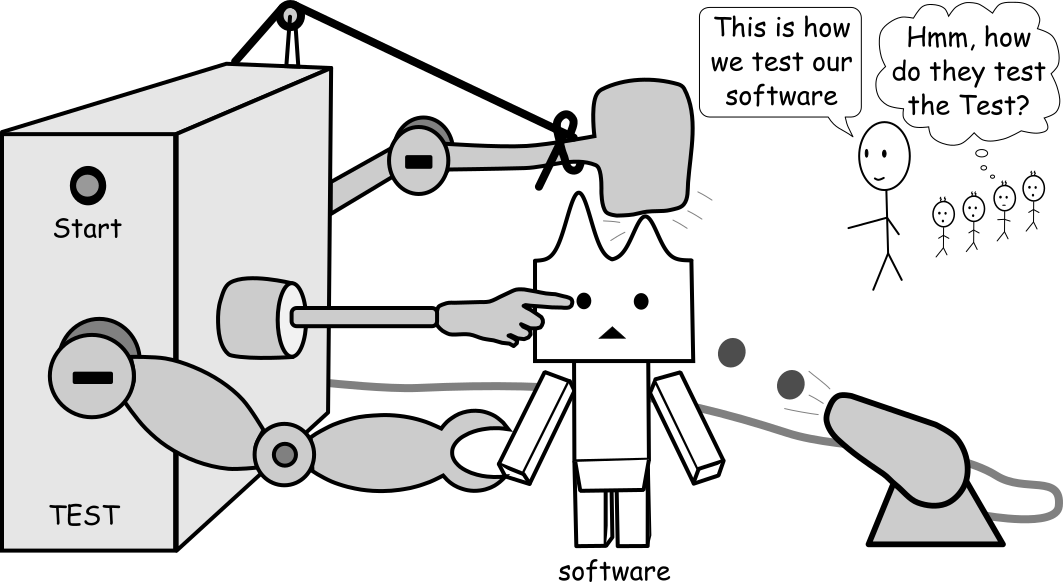 This is how
we test our
software
Hmm, how
do they test
the Test?
Start
TEST
software